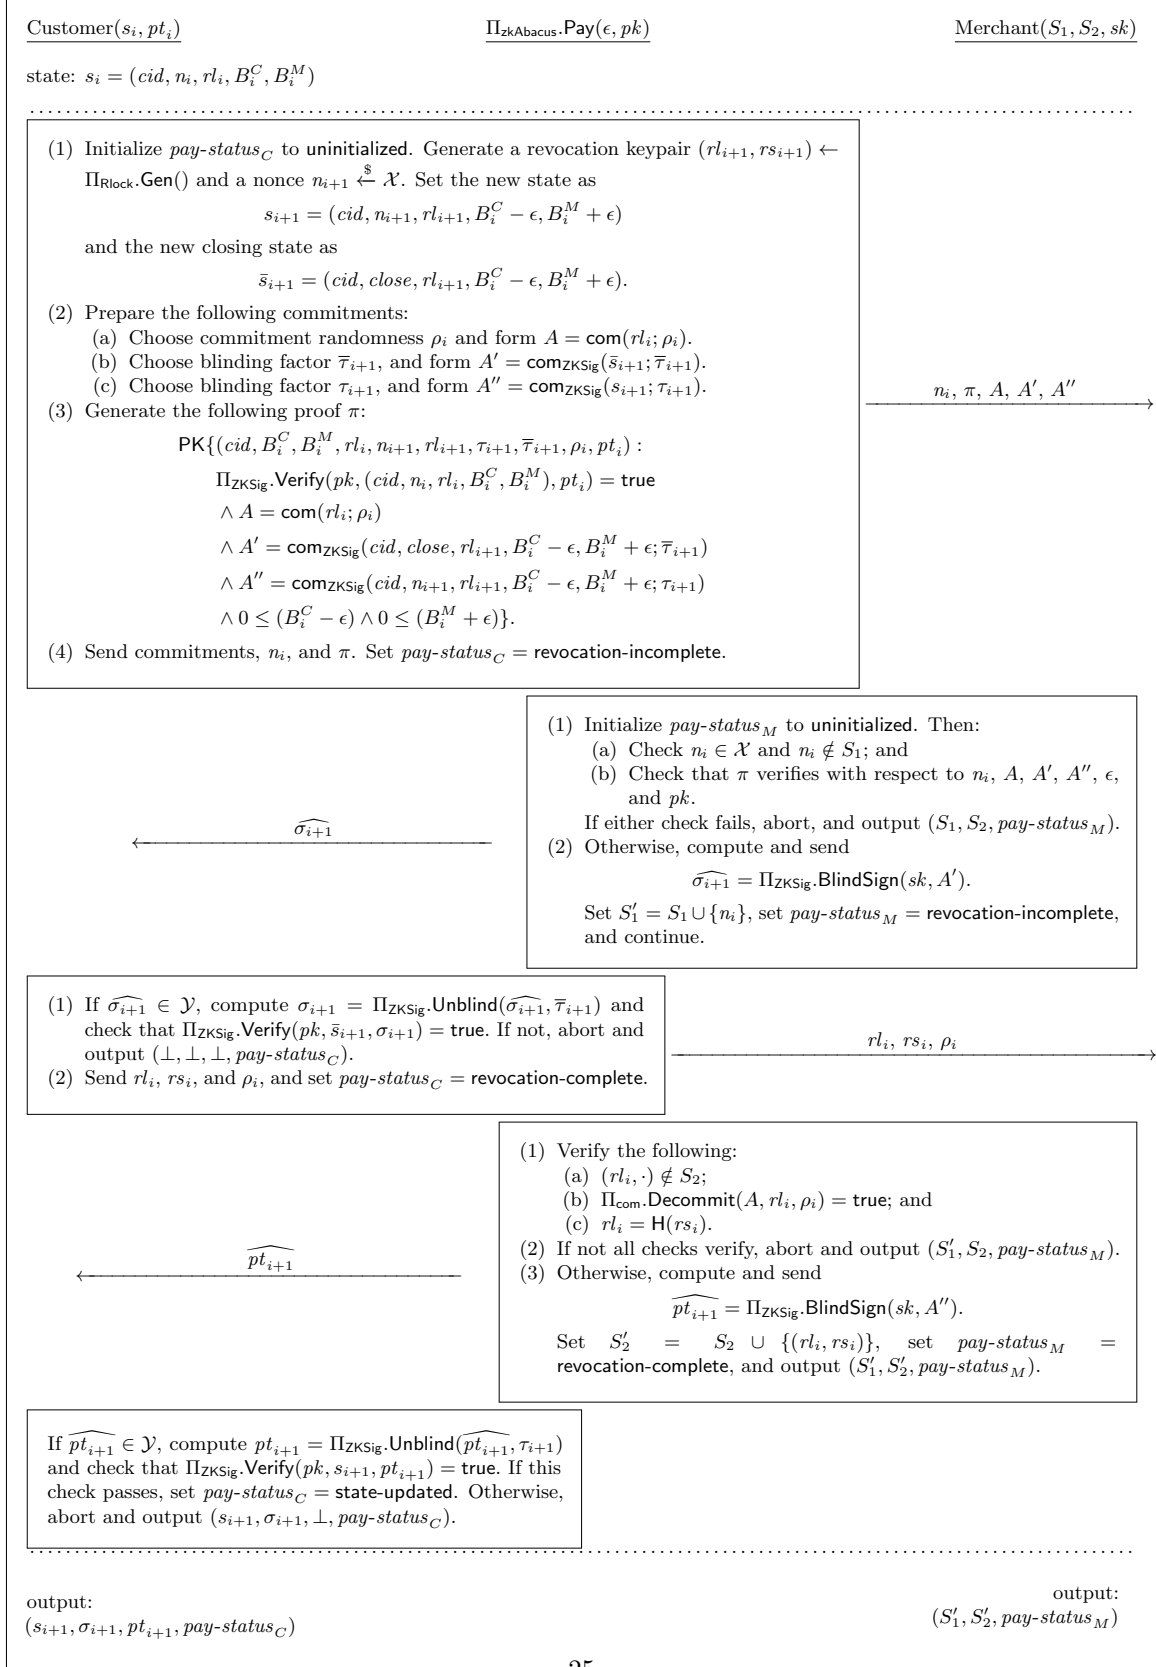 Customer(s_i, pt_i) Π_zkAbacus.Pay(ϵ, pk) Merchant(S_1, S_2, sk)
state: s_i = (cid, n_i, rl_i, B_i^C, B_i^M)
(1) Initialize pay-status_C to uninitialized. Generate a revocation keypair (rl_{i+1}, rs_{i+1}) ←
Π_Rlock.Gen() and a nonce n_{i+1} ←$ 𝒳. Set the new state as
s_{i+1} = (cid, n_{i+1}, rl_{i+1}, B_i^C − ϵ, B_i^M + ϵ)
and the new closing state as
s̄_{i+1} = (cid, close, rl_{i+1}, B_i^C − ϵ, B_i^M + ϵ).
(2) Prepare the following commitments:
(a) Choose commitment randomness ρ_i and form A = com(rl_i; ρ_i).
(b) Choose blinding factor τ̄_{i+1}, and form A′ = com_ZKSig(s̄_{i+1}; τ̄_{i+1}).
(c) Choose blinding factor τ_{i+1}, and form A″ = com_ZKSig(s_{i+1}; τ_{i+1}).
(3) Generate the following proof π:
PK{(cid, B_i^C, B_i^M, rl_i, n_{i+1}, rl_{i+1}, τ_{i+1}, τ̄_{i+1}, ρ_i, pt_i) :
Π_ZKSig.Verify(pk, (cid, n_i, rl_i, B_i^C, B_i^M), pt_i) = true
∧ A = com(rl_i; ρ_i)
∧ A′ = com_ZKSig(cid, close, rl_{i+1}, B_i^C − ϵ, B_i^M + ϵ; τ̄_{i+1})
∧ A″ = com_ZKSig(cid, n_{i+1}, rl_{i+1}, B_i^C − ϵ, B_i^M + ϵ; τ_{i+1})
∧ 0 ≤ (B_i^C − ϵ) ∧ 0 ≤ (B_i^M + ϵ)}.
(4) Send commitments, n_i, and π. Set pay-status_C = revocation-incomplete.
n_i, π, A, A′, A″
(1) Initialize pay-status_M to uninitialized. Then:
(a) Check n_i ∈ 𝒳 and n_i ∉ S_1; and
(b) Check that π verifies with respect to n_i, A, A′, A″, ϵ,
and pk.
If either check fails, abort, and output (S_1, S_2, pay-status_M).
(2) Otherwise, compute and send
\widehat{σ_{i+1}} = Π_ZKSig.BlindSign(sk, A′).
Set S′_1 = S_1 ∪ {n_i}, set pay-status_M = revocation-incomplete,
and continue.
\widehat{σ_{i+1}}
(1) If \widehat{σ_{i+1}} ∈ 𝒴, compute σ_{i+1} = Π_ZKSig.Unblind(\widehat{σ_{i+1}}, τ̄_{i+1}) and
check that Π_ZKSig.Verify(pk, s̄_{i+1}, σ_{i+1}) = true. If not, abort and
output (⊥, ⊥, ⊥, pay-status_C).
(2) Send rl_i, rs_i, and ρ_i, and set pay-status_C = revocation-complete.
rl_i, rs_i, ρ_i
(1) Verify the following:
(a) (rl_i, ·) ∉ S_2;
(b) Π_com.Decommit(A, rl_i, ρ_i) = true; and
(c) rl_i = H(rs_i).
(2) If not all checks verify, abort and output (S′_1, S_2, pay-status_M).
(3) Otherwise, compute and send
\widehat{pt_{i+1}} = Π_ZKSig.BlindSign(sk, A″).
Set S′_2 = S_2 ∪ {(rl_i, rs_i)}, set pay-status_M =
revocation-complete, and output (S′_1, S′_2, pay-status_M).
\widehat{pt_{i+1}}
If \widehat{pt_{i+1}} ∈ 𝒴, compute pt_{i+1} = Π_ZKSig.Unblind(\widehat{pt_{i+1}}, τ_{i+1})
and check that Π_ZKSig.Verify(pk, s_{i+1}, pt_{i+1}) = true. If this
check passes, set pay-status_C = state-updated. Otherwise,
abort and output (s_{i+1}, σ_{i+1}, ⊥, pay-status_C).
output:
(s_{i+1}, σ_{i+1}, pt_{i+1}, pay-status_C)
output:
(S′_1, S′_2, pay-status_M)
25